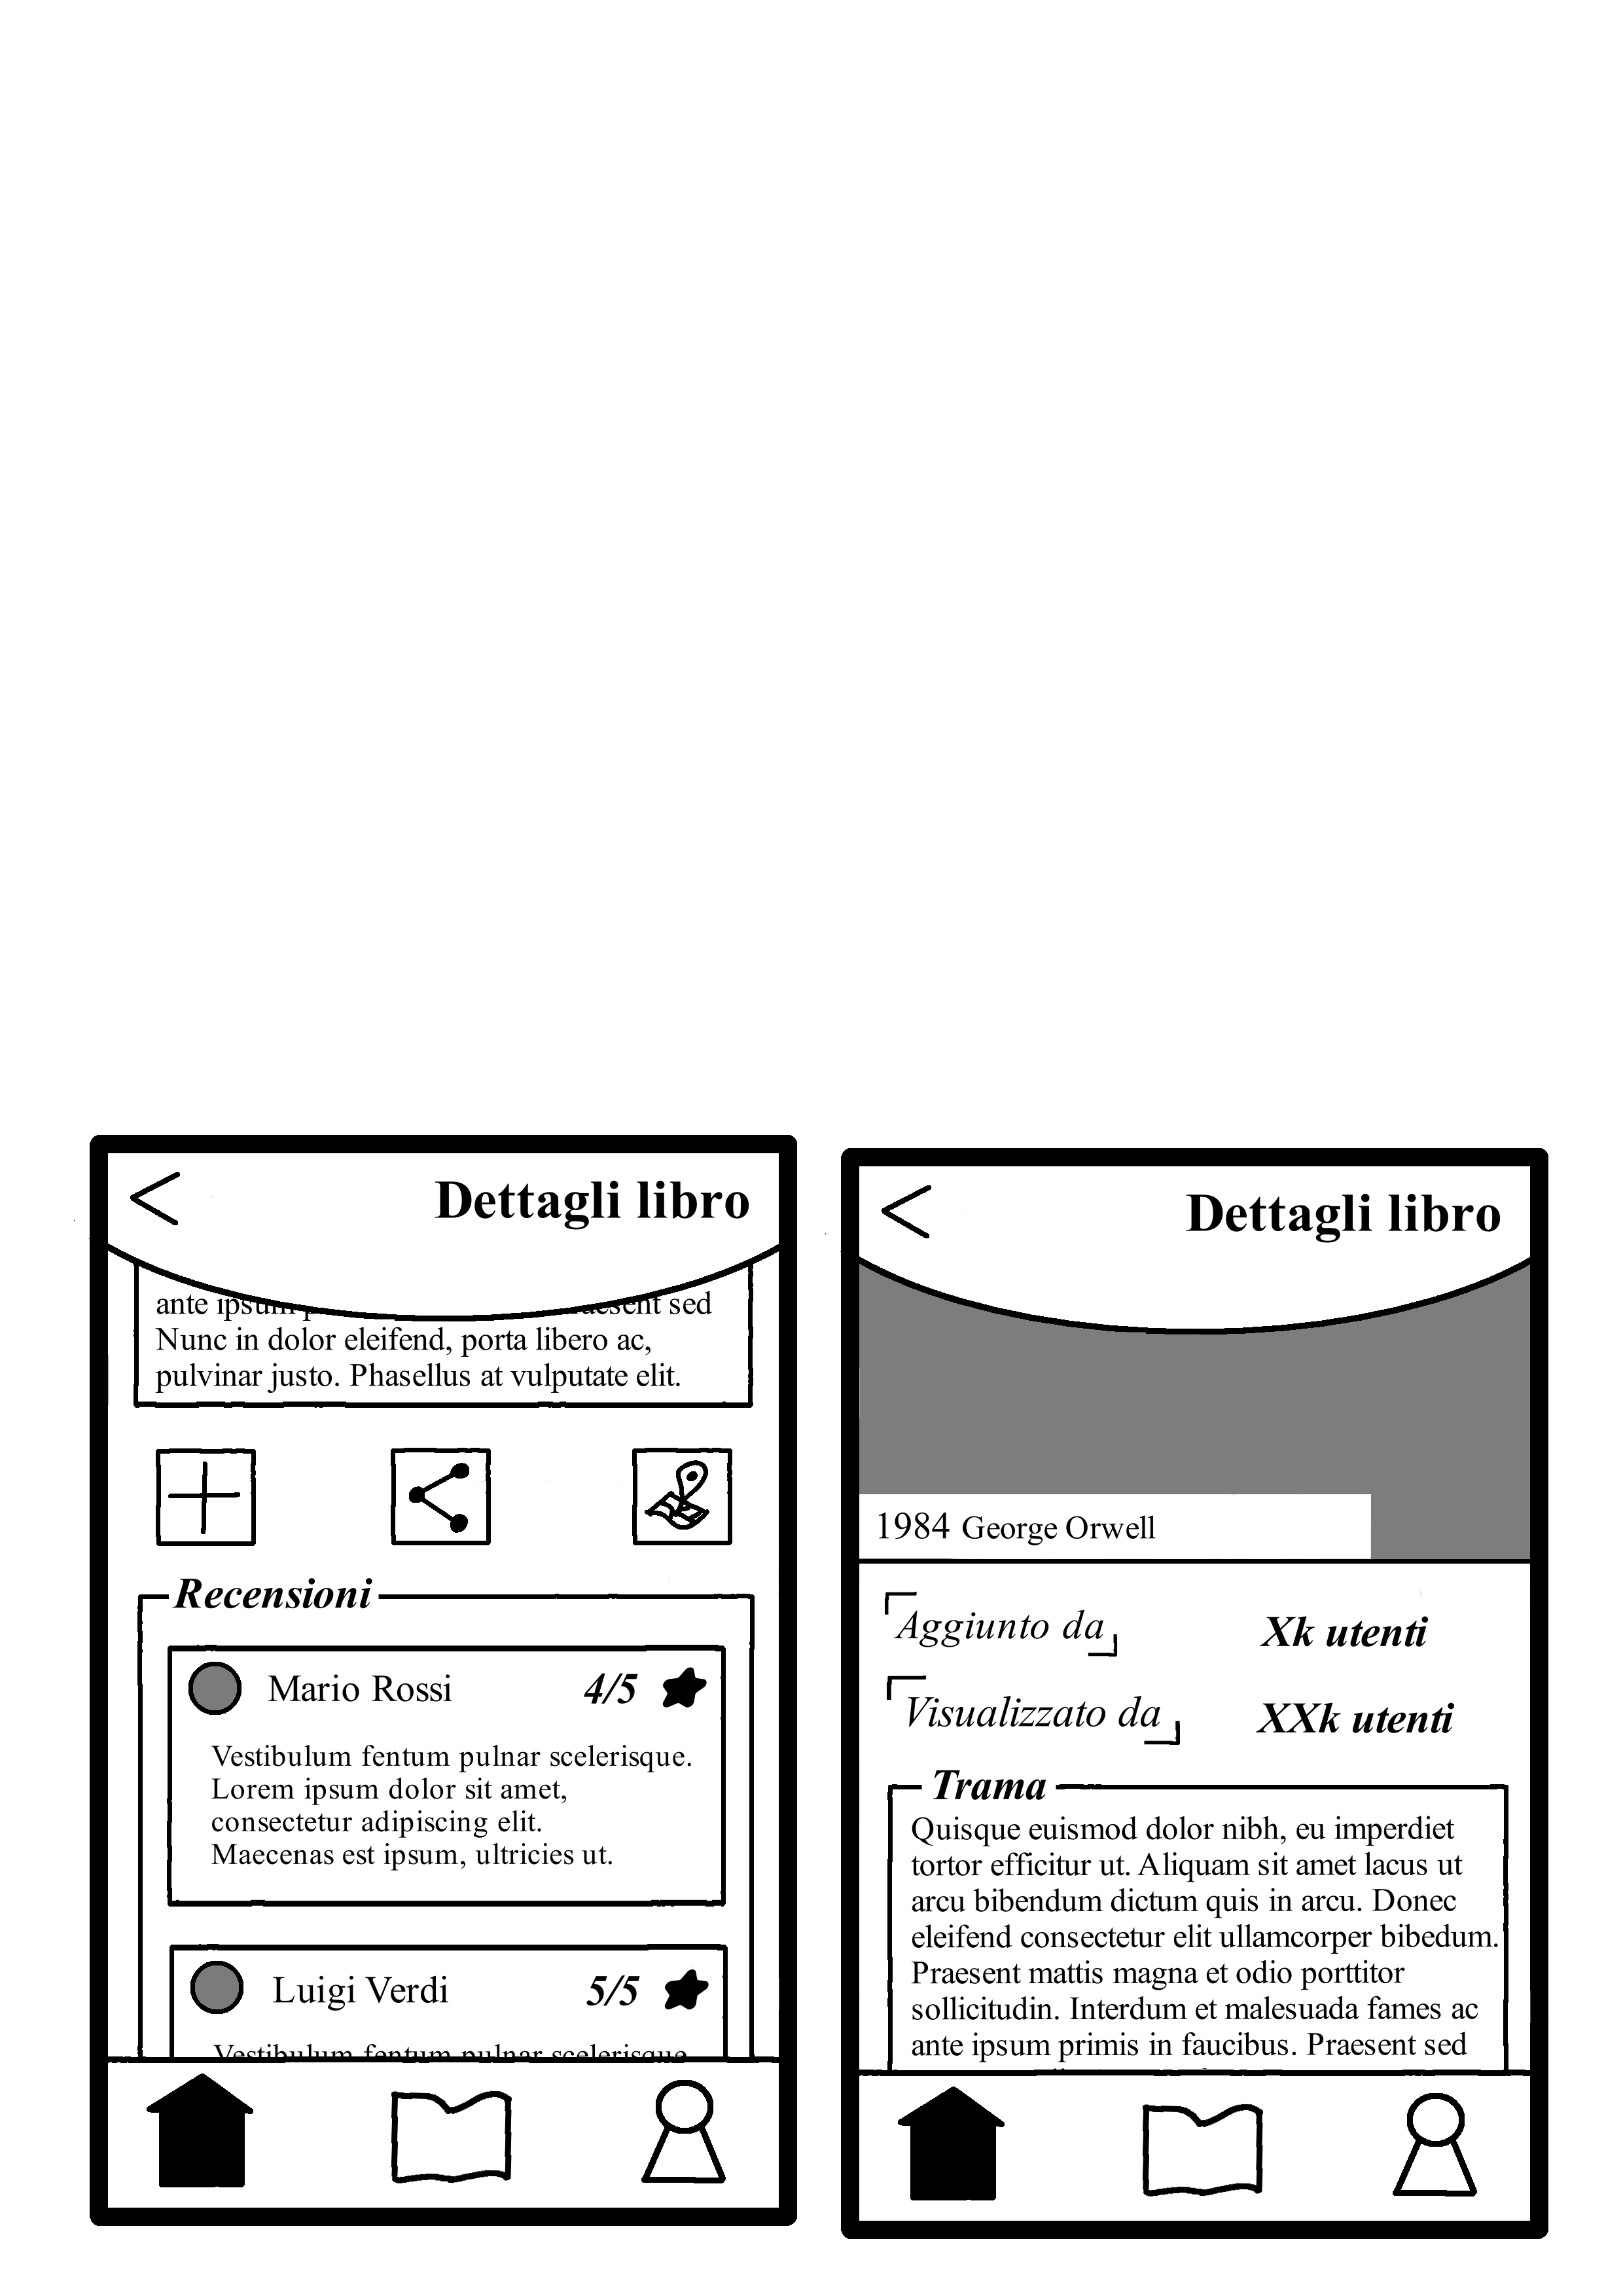 Dettagli libro
ante ipsum sed
Nunc in dolor eleifend, porta libero ac,
pulvinar justo. Phasellus at vulputate elit.
Recensioni
Mario Rossi 4/5
Vestibulum fentum pulnar scelerisque.
Lorem ipsum dolor sit amet,
consectetur adipiscing elit.
Maecenas est ipsum, ultricies ut.
Luigi Verdi 5/5
Vestibulum fentum pulnar scelerisque
Dettagli libro
1984 George Orwell
Aggiunto da Xk utenti
Visualizzato da XXk utenti
Trama
Quisque euismod dolor nibh, eu imperdiet
tortor efficitur ut. Aliquam sit amet lacus ut
arcu bibendum dictum quis in arcu. Donec
eleifend consectetur elit ullamcorper bibedum.
Praesent mattis magna et odio porttitor
sollicitudin. Interdum et malesuada fames ac
ante ipsum primis in faucibus. Praesent sed